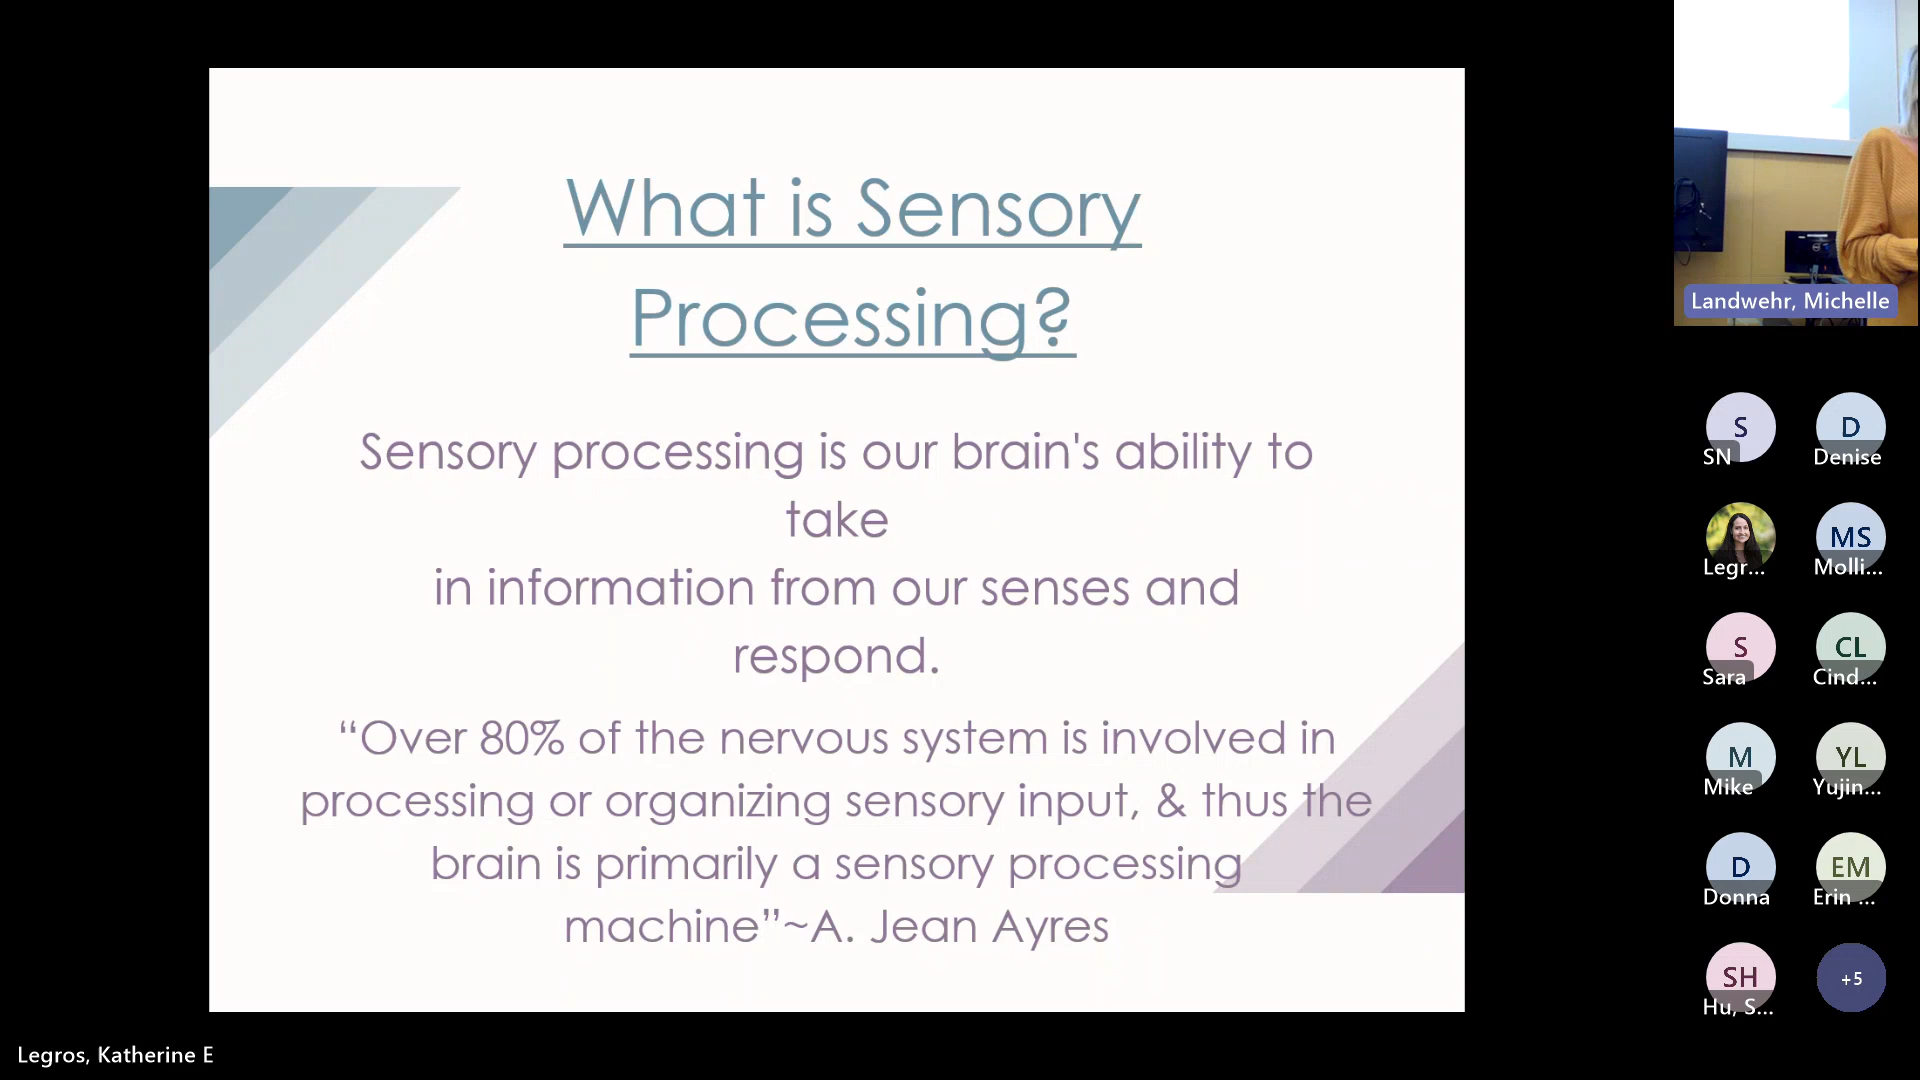 What is Sensory
Processing?
Sensory processing is our brain's ability to
take
in information from our senses and
respond.
“Over 80% of the nervous system is involved in
processing or organizing sensory input, & thus the
brain is primarily a sensory processing
machine”~A. Jean Ayres
Landwehr, Michelle
S
SN
D
Denise
Legr...
MS
Molli...
S
Sara
CL
Cind...
M
Mike
YL
Yujin...
D
Donna
EM
Erin ...
SH
Hu, S...
+5
Legros, Katherine E